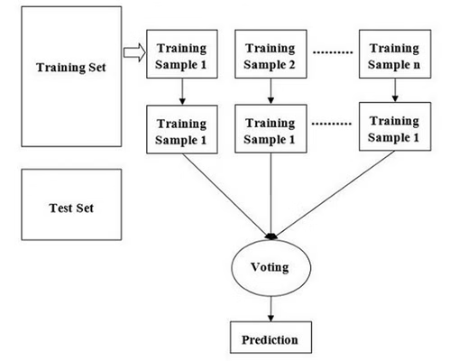 Training Set
Training
Sample 1
Training
Sample 2
Training
Sample n
Training
Sample 1
Training
Sample 1
Training
Sample 1
Test Set
Voting
Prediction